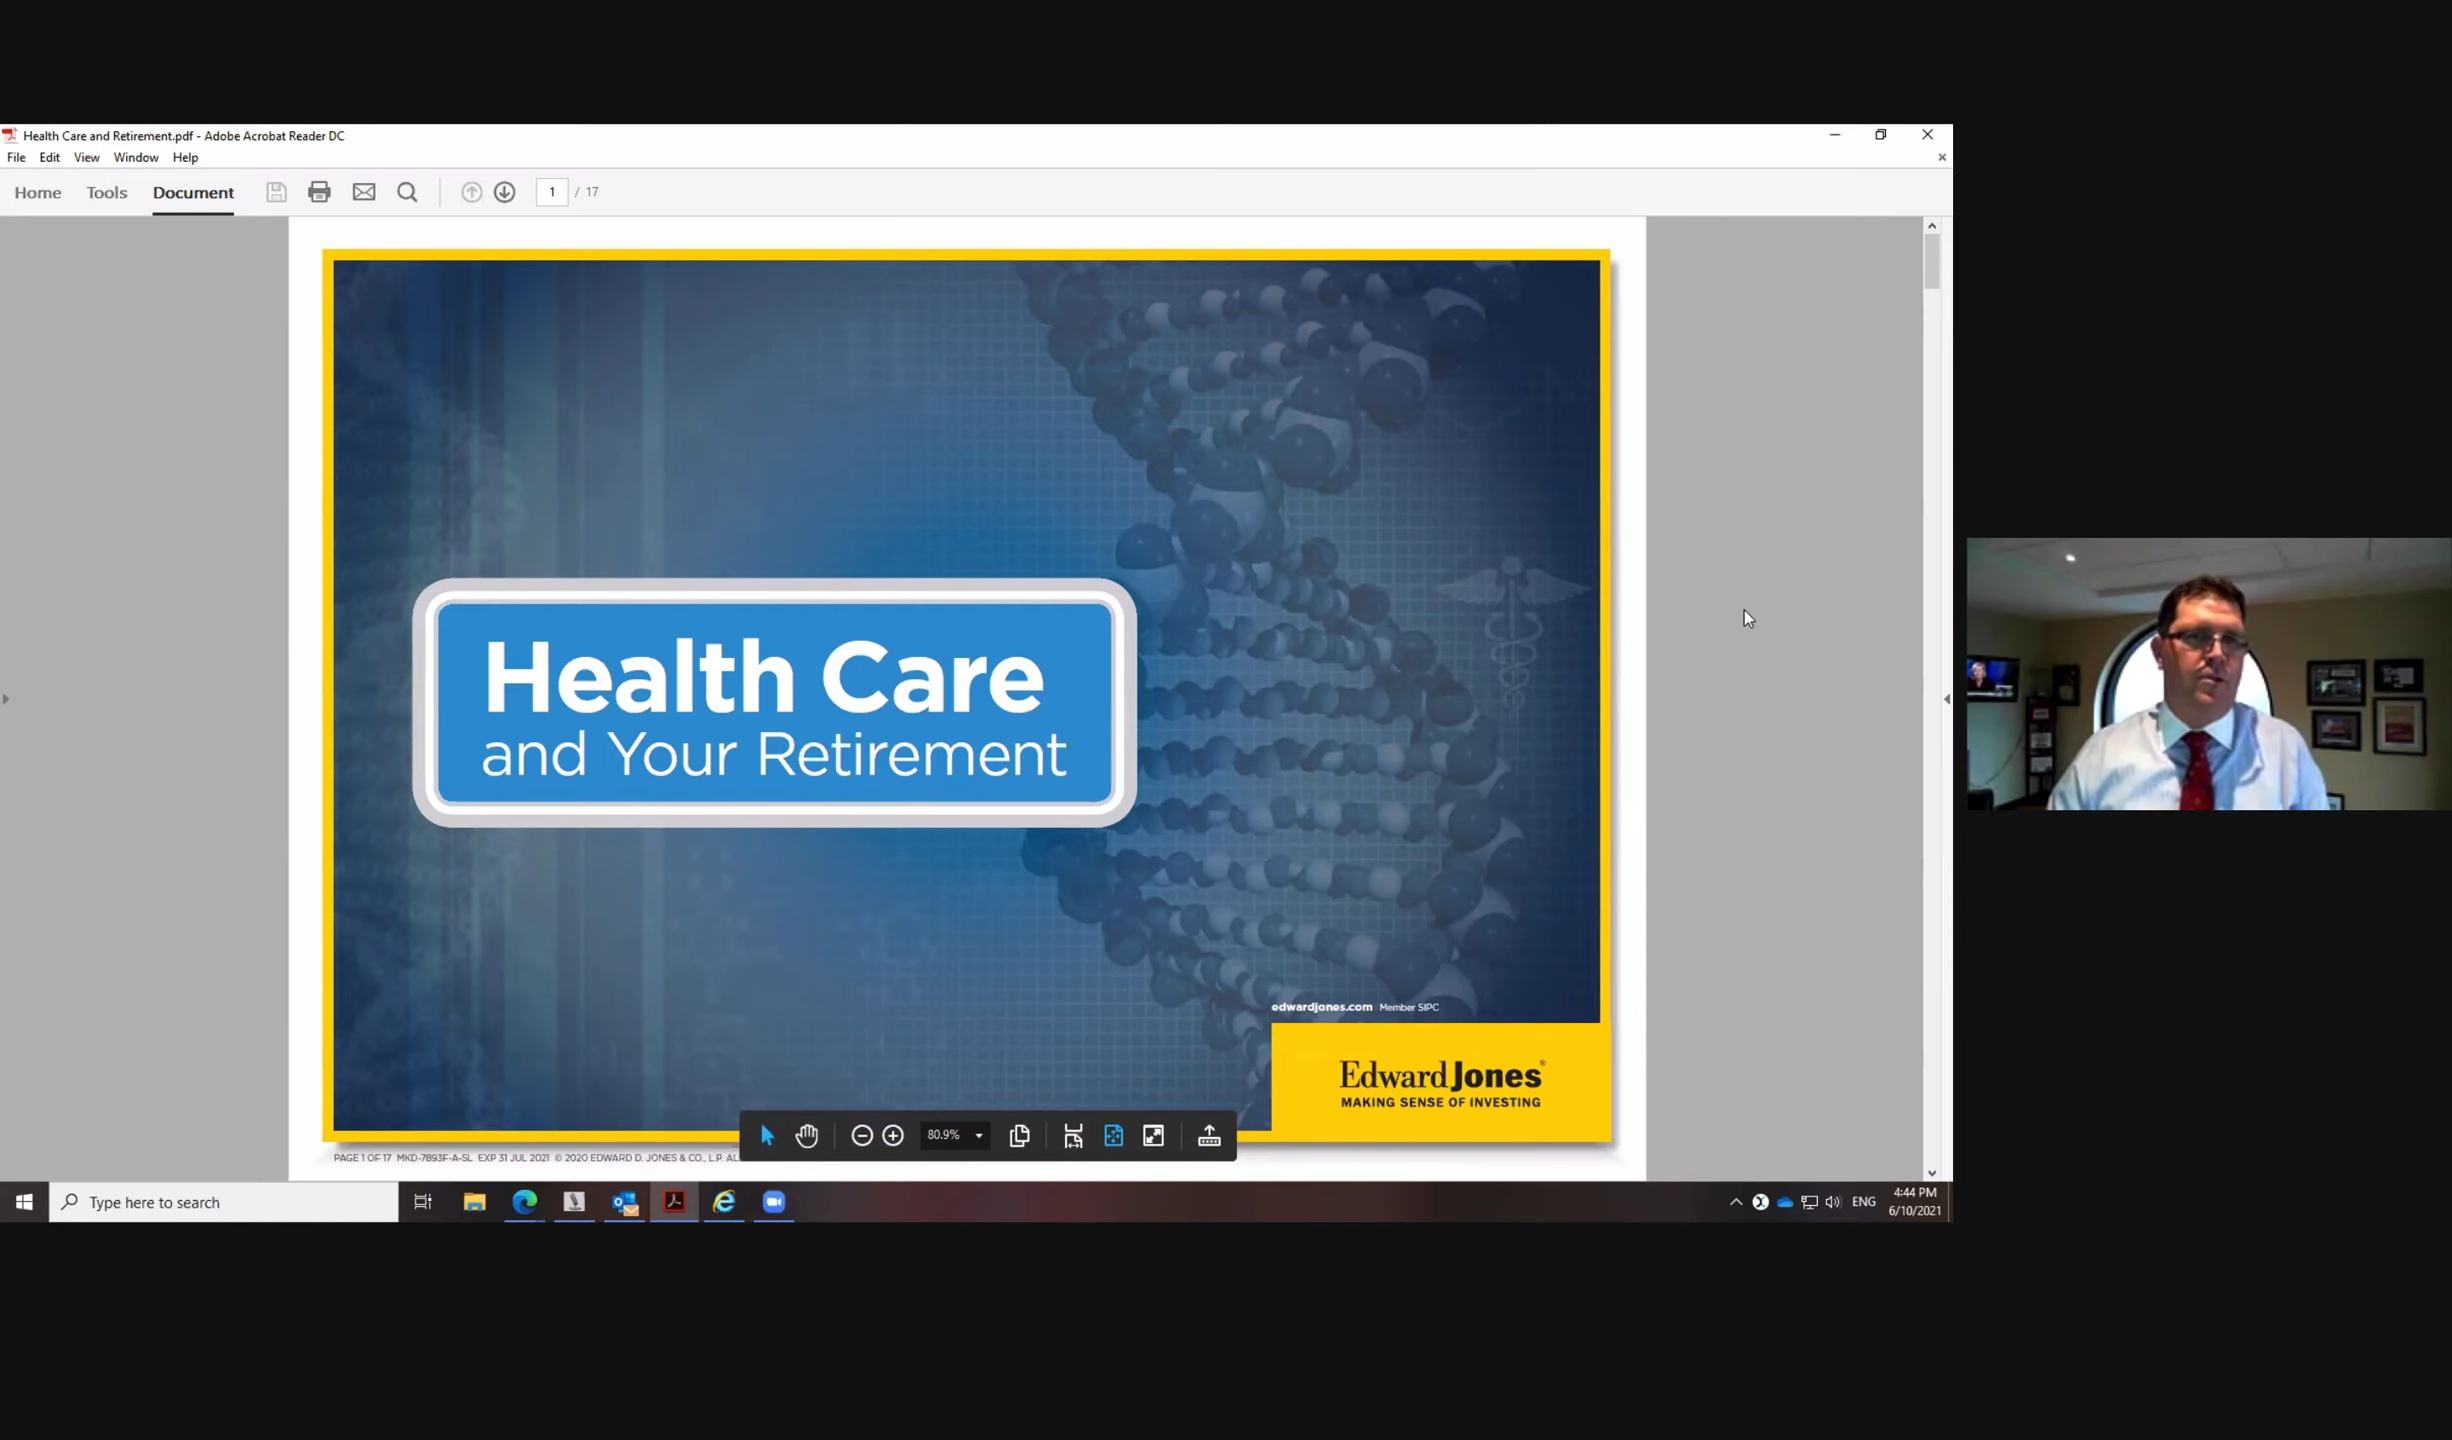 Health Care and Retirement.pdf - Adobe Acrobat Reader DC
File Edit View Window Help
Home Tools Document 1 / 17
Health Care
and Your Retirement
edwardjones.com Member SIPC
Edward Jones®
MAKING SENSE OF INVESTING
80.9%
PAGE 1 OF 17 MKD-7893F-A-SL EXP 31 JUL 2021 © 2020 EDWARD D. JONES & CO., L.P. AL
Type here to search
ENG
4:44 PM
6/10/2021